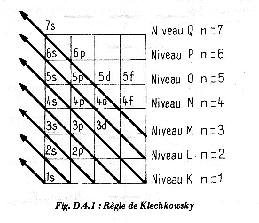 7s Niveau Q n=7
6s 6p Niveau P n=6
5s 5p 5d 5f Niveau O n=5
4s 4p 4d 4f Niveau N n=4
3s 3p 3d Niveau M n=3
2s 2p Niveau L n=2
1s Niveau K n=1
Fig. D.4.1 : Règle de Klechkowsky